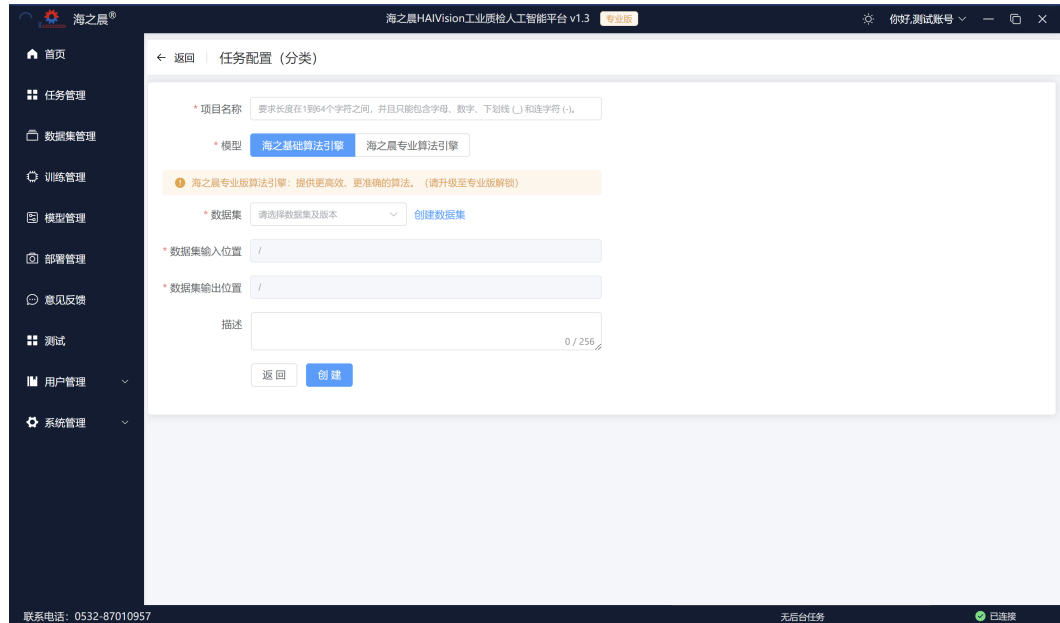 海之晨®
海之晨HAIVision工业质检人工智能平台 v1.3 专业版
你好,测试账号
首页
任务管理
数据集管理
训练管理
模型管理
部署管理
意见反馈
测试
用户管理
系统管理
返回 任务配置（分类）
* 项目名称 要求长度在1到64个字符之间，并且只能包含字母、数字、下划线 (_) 和连字符 (-)。
* 模型 海之基础算法引擎 海之晨专业算法引擎
海之晨专业版算法引擎：提供更高效、更准确的算法。（请升级至专业版解锁）
* 数据集 请选择数据集及版本 创建数据集
* 数据集输入位置 /
* 数据集输出位置 /
描述
0 / 256
返回 创建
联系电话：0532-87010957
无后台任务
已连接